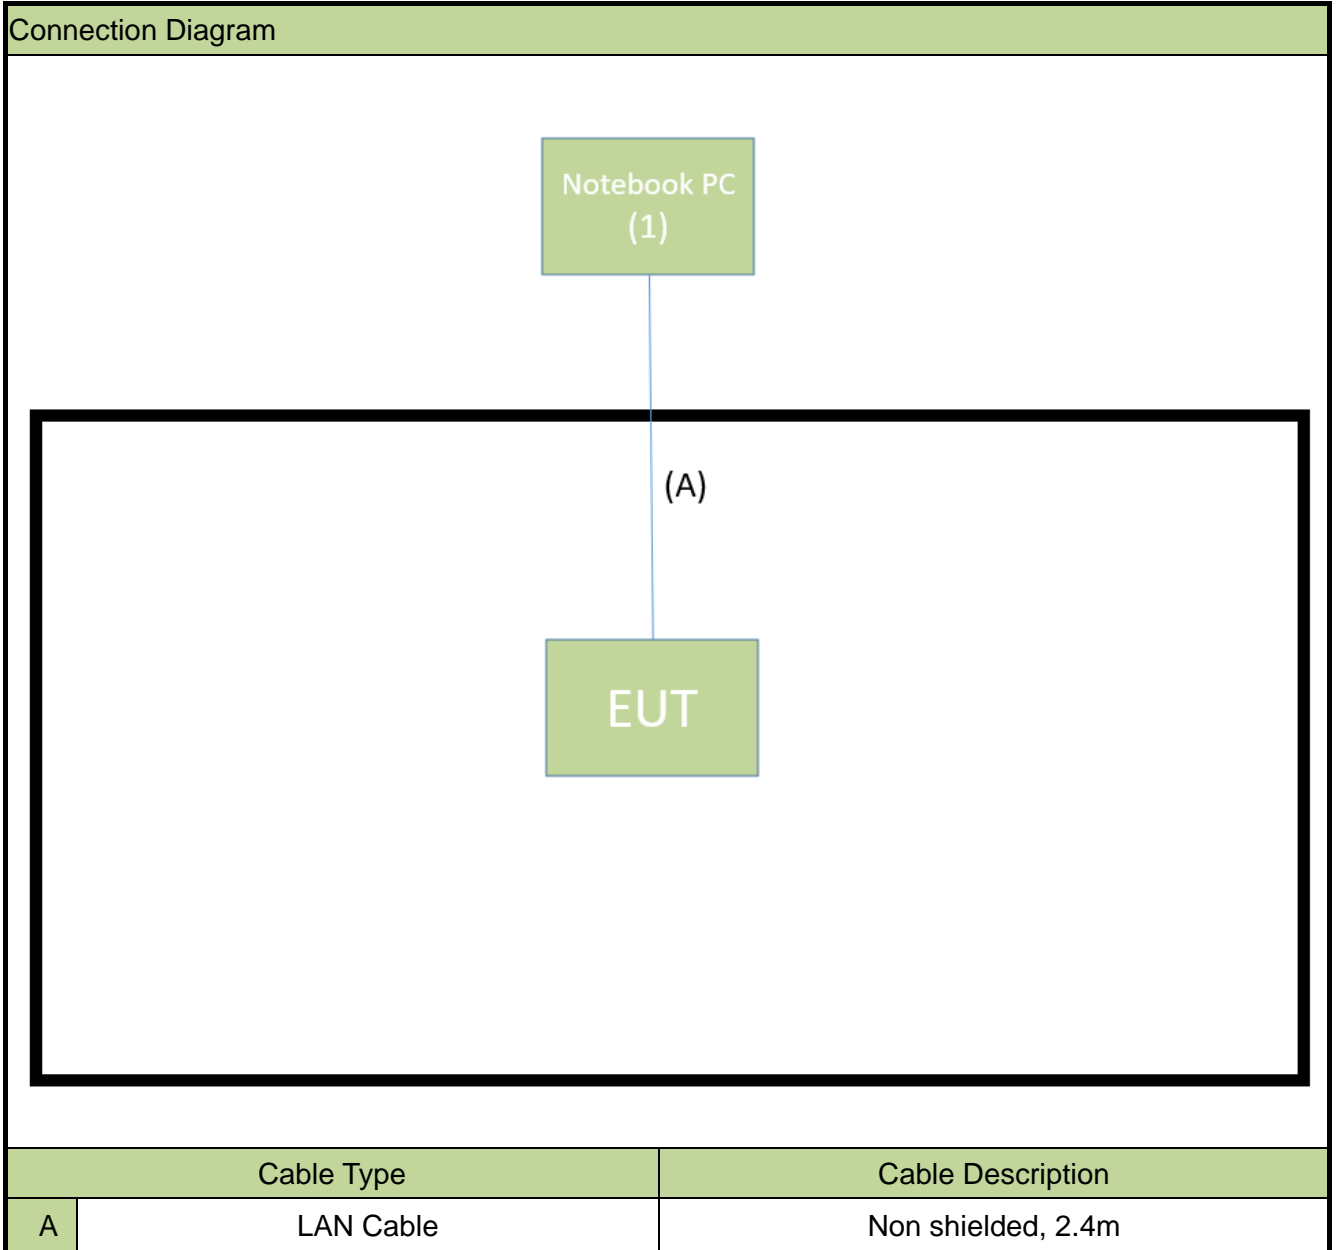 Connection Diagram
Notebook PC
(1)
(A)
EUT
Cable Type Cable Description
A LAN Cable Non shielded, 2.4m